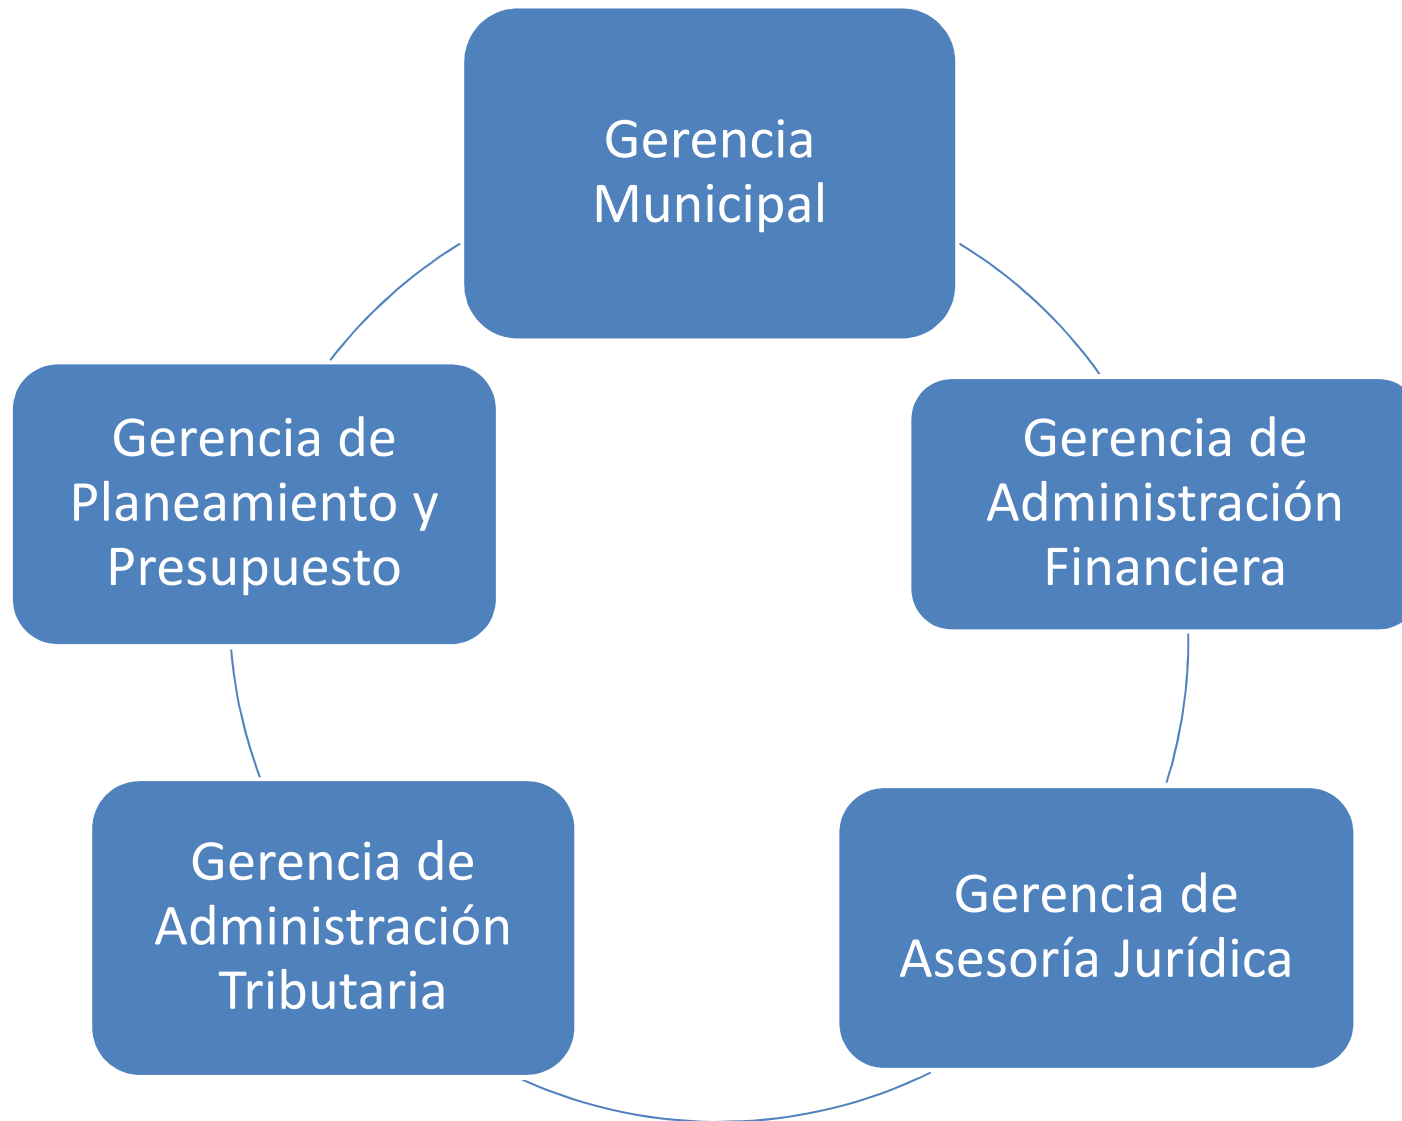 Gerencia
Municipal
Gerencia de
Planeamiento y
Presupuesto
Gerencia de
Administración
Financiera
Gerencia de
Administración
Tributaria
Gerencia de
Asesoría Jurídica